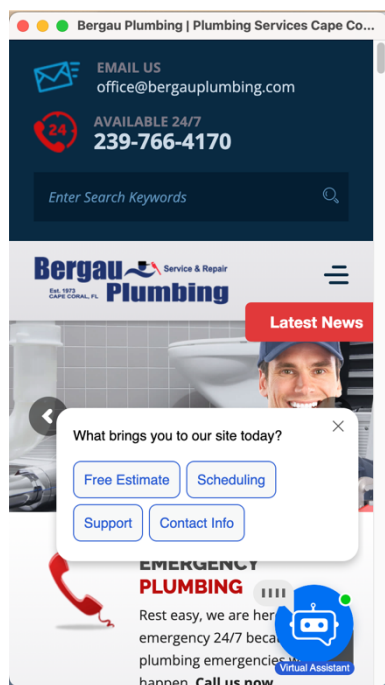 Bergau Plumbing | Plumbing Services Cape Co...
EMAIL US
office@bergauplumbing.com
AVAILABLE 24/7
24
239-766-4170
Enter Search Keywords
Bergau Service & Repair
Est. 1973
CAPE CORAL, FL Plumbing
Latest News
What brings you to our site today?
Free Estimate Scheduling
Support Contact Info
EMERGENCY
PLUMBING
Rest easy, we are her
emergency 24/7 beca
plumbing emergencies
Virtual Assistant
happen. Call us now